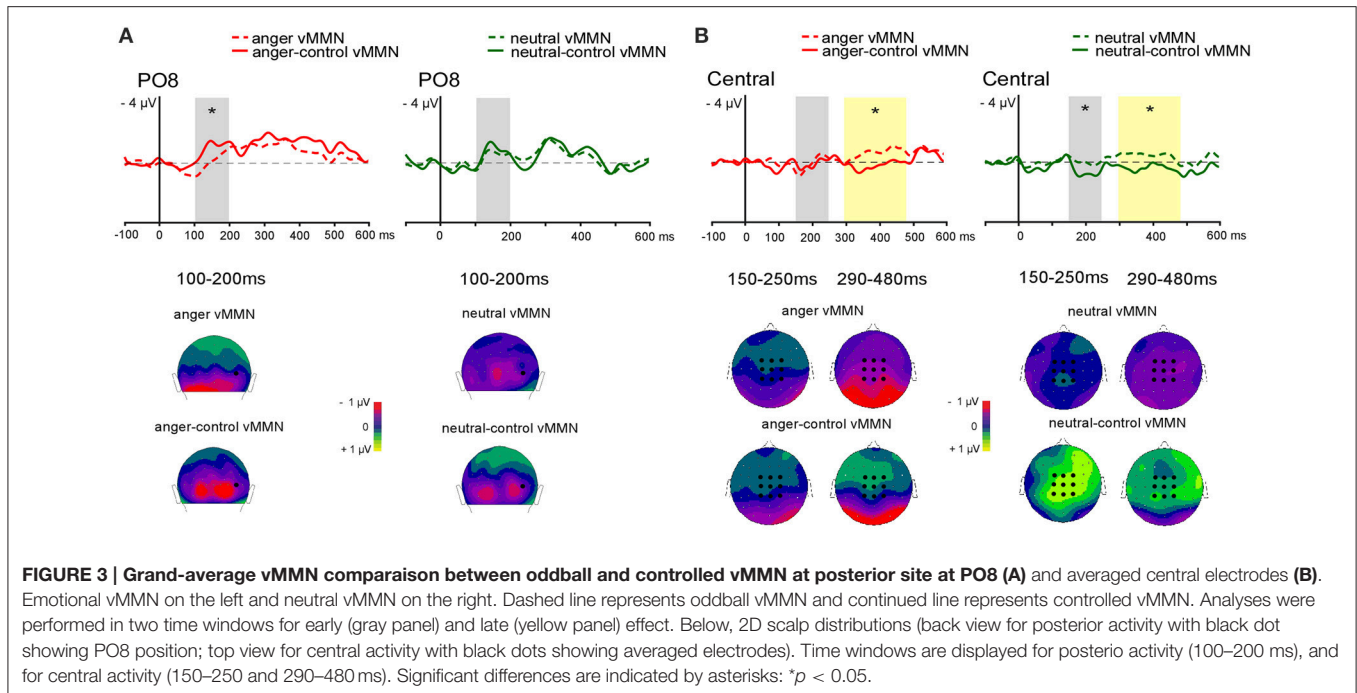 A
anger vMMN
anger-control vMMN
neutral vMMN
neutral-control vMMN
PO8
PO8
- 4 µV
*
-100 0 100 200 300 400 500 600 ms
0 200 400 600 ms
100-200ms
100-200ms
anger vMMN
neutral vMMN
- 1 µV
0
+ 1 µV
anger-control vMMN
neutral-control vMMN
B
anger vMMN
anger-control vMMN
neutral vMMN
neutral-control vMMN
Central
Central
- 4 µV
*
* *
-100 0 100 200 300 400 500 600 ms
0 200 400 600 ms
150-250ms 290-480ms
150-250ms 290-480ms
anger vMMN
neutral vMMN
- 1 µV
0
+ 1 µV
anger-control vMMN
neutral-control vMMN
FIGURE 3 | Grand-average vMMN comparaison between oddball and controlled vMMN at posterior site at PO8 (A) and averaged central electrodes (B).
Emotional vMMN on the left and neutral vMMN on the right. Dashed line represents oddball vMMN and continued line represents controlled vMMN. Analyses were
performed in two time windows for early (gray panel) and late (yellow panel) effect. Below, 2D scalp distributions (back view for posterior activity with black dot
showing PO8 position; top view for central activity with black dots showing averaged electrodes). Time windows are displayed for posterio activity (100–200 ms), and
for central activity (150–250 and 290–480 ms). Significant differences are indicated by asterisks: *p < 0.05.